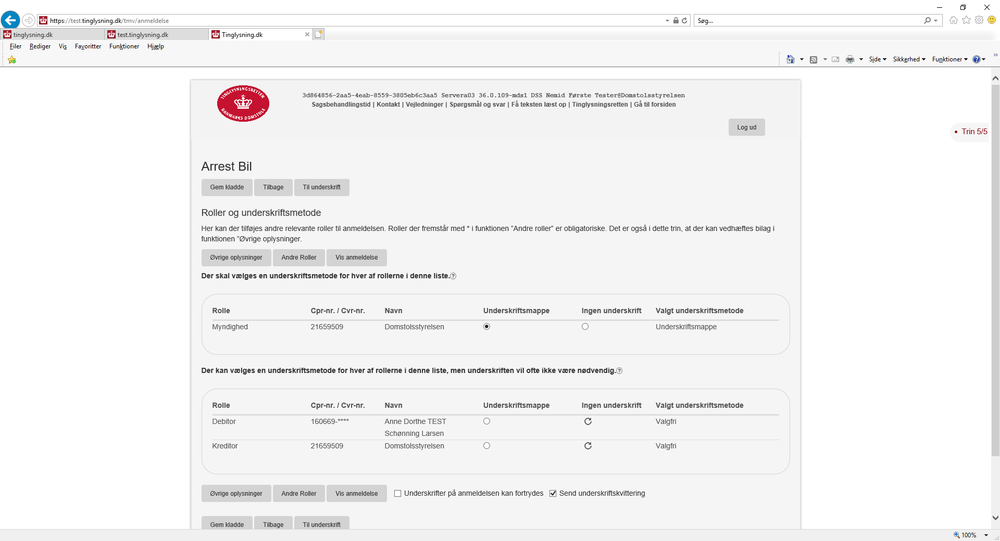 https://test.tinglysning.dk/tmv/anmeldelse
Søg...
tinglysning.dk
test.tinglysning.dk
Tinglysning.dk
Filer Rediger Vis Favoritter Funktioner Hjælp
Side Sikkerhed Funktioner
TINGLYSNINGSRETTEN
DANMARKS DOMSTOLE
3d864856-2aa5-4eab-8559-3805eb6c3aa5 Servera03 36.0.109-mds1 DSS Nemid Første Tester@Domstolsstyrelsen
Sagsbehandlingstid | Kontakt | Vejledninger | Spørgsmål og svar | Få teksten læst op | Tinglysningsretten | Gå til forsiden
Log ud
Trin 5/5
Arrest Bil
Gem kladde Tilbage Til underskrift
Roller og underskriftsmetode
Her kan der tilføjes andre relevante roller til anmeldelsen. Roller der fremstår med * i funktionen ”Andre roller” er obligatoriske. Det er også i dette trin, at der kan vedhæftes bilag i
funktionen ”Øvrige oplysninger.
Øvrige oplysninger Andre Roller Vis anmeldelse
Der skal vælges en underskriftsmetode for hver af rollerne i denne liste.?
Rolle Cpr-nr. / Cvr-nr. Navn Underskriftsmappe Ingen underskrift Valgt underskriftsmetode
Myndighed 21659509 Domstolsstyrelsen Underskriftsmappe
Der kan vælges en underskriftsmetode for hver af rollerne i denne liste, men underskriften vil ofte ikke være nødvendig.?
Rolle Cpr-nr. / Cvr-nr. Navn Underskriftsmappe Ingen underskrift Valgt underskriftsmetode
Debitor 160669-**** Anne Dorthe TEST Valgfri
Schønning Larsen
Kreditor 21659509 Domstolsstyrelsen Valgfri
Øvrige oplysninger Andre Roller Vis anmeldelse Underskrifter på anmeldelsen kan fortrydes Send underskriftskvittering
Gem kladde Tilbage Til underskrift
100%